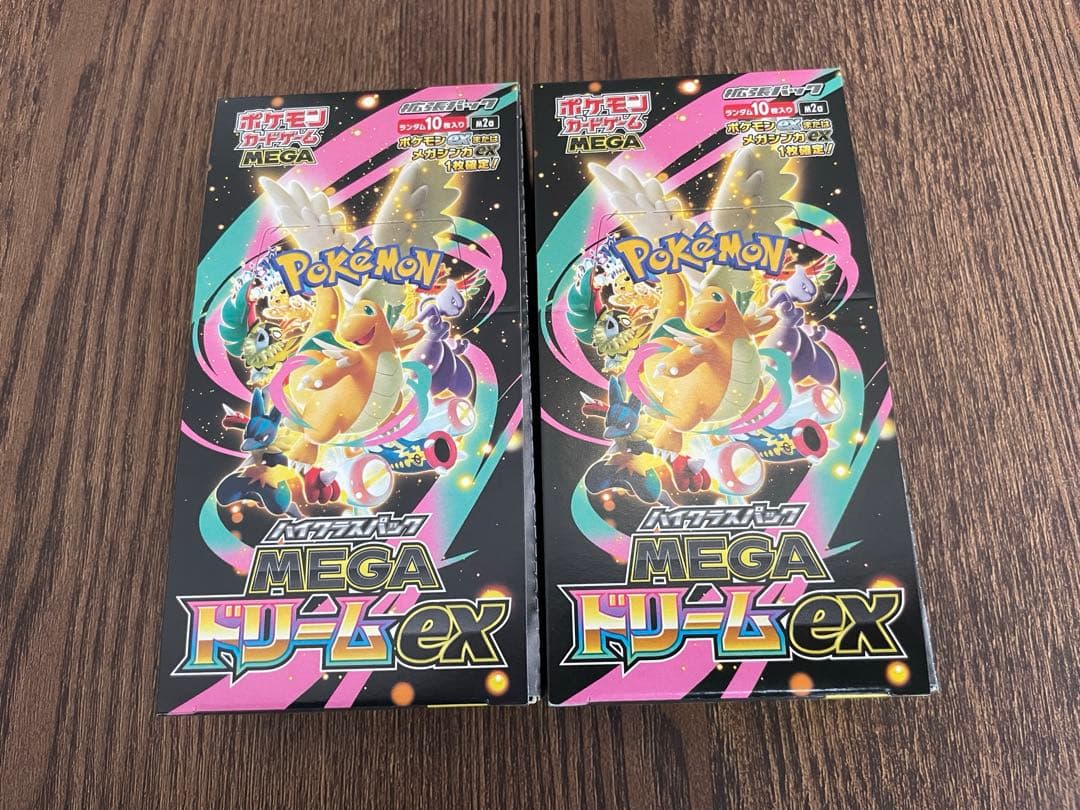 ポケモン
カードゲーム
MEGA
拡張パック
ランダム10枚入り
M2a
ポケモンexまたは
メガシンカex
1枚確定!
POKéMON
ハイクラスパック
MEGA
ドリームex
ポケモン
カードゲーム
MEGA
拡張パック
ランダム10枚入り
M2a
ポケモンexまたは
メガシンカex
1枚確定!
POKéMON
ハイクラスパック
MEGA
ドリームex